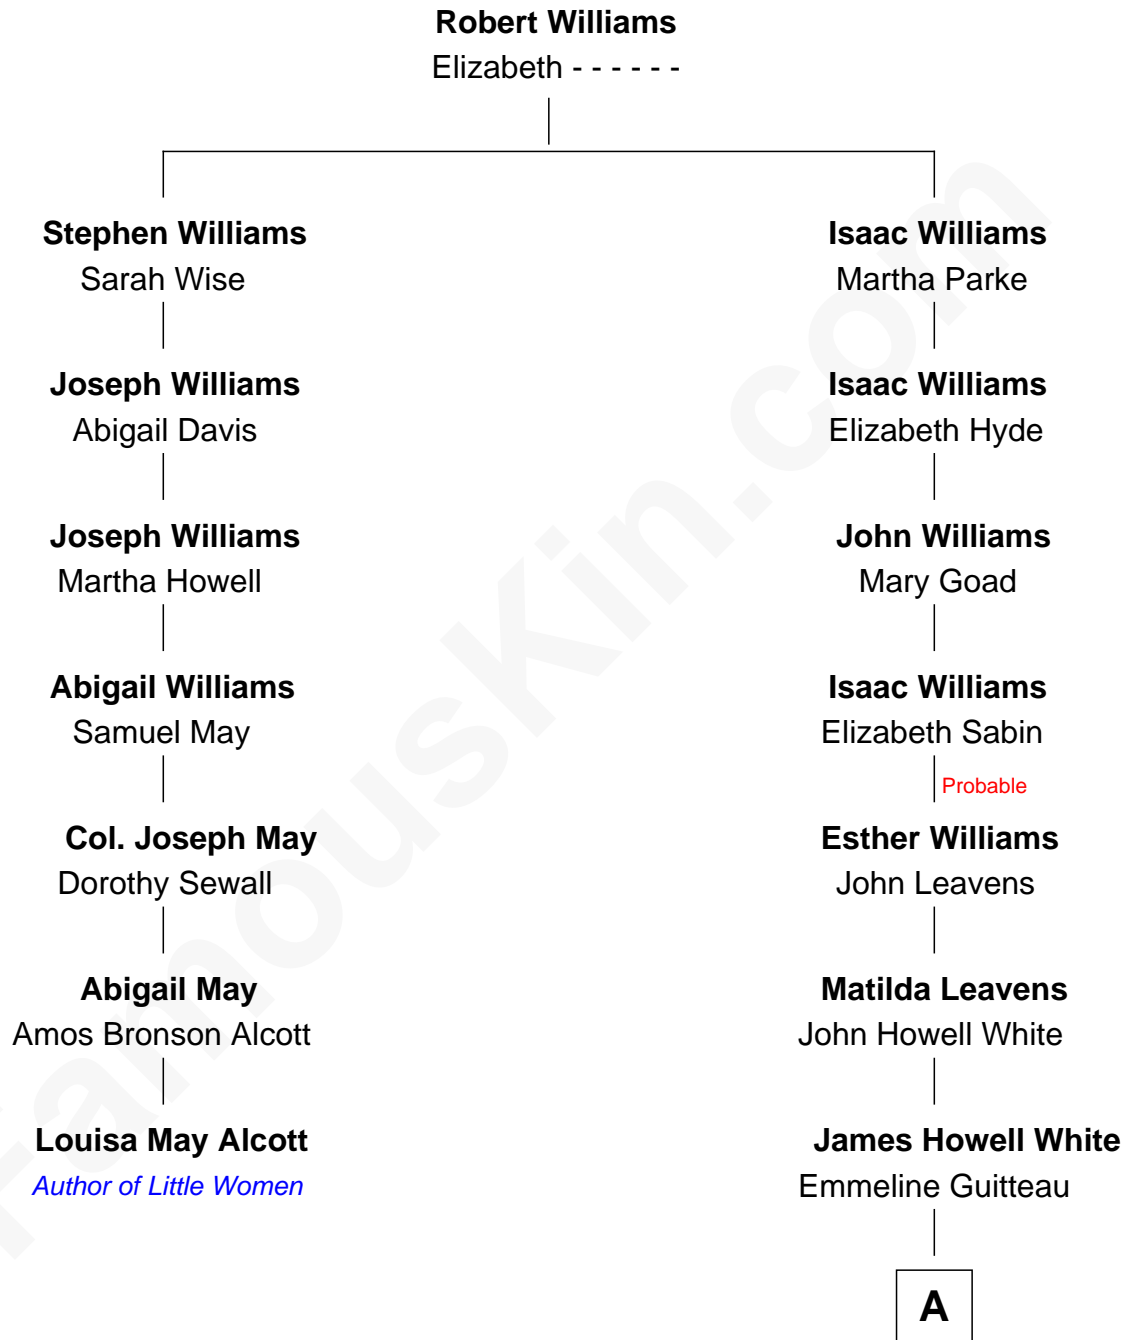 Robert Williams
Elizabeth - - - - - -
Stephen Williams
Sarah Wise
Joseph Williams
Abigail Davis
Joseph Williams
Martha Howell
Abigail Williams
Samuel May
Col. Joseph May
Dorothy Sewall
Abigail May
Amos Bronson Alcott
Louisa May Alcott
Author of Little Women
Isaac Williams
Martha Parke
Isaac Williams
Elizabeth Hyde
John Williams
Mary Goad
Isaac Williams
Elizabeth Sabin
Probable
Esther Williams
John Leavens
Matilda Leavens
John Howell White
James Howell White
Emmeline Guitteau
A
FamousKin.com